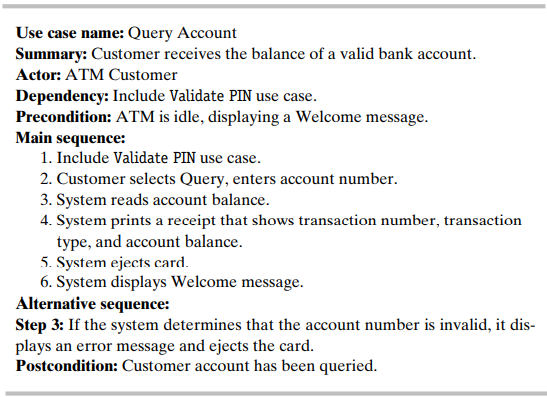 Use case name: Query Account
Summary: Customer receives the balance of a valid bank account.
Actor: ATM Customer
Dependency: Include Validate PIN use case.
Precondition: ATM is idle, displaying a Welcome message.
Main sequence:
1. Include Validate PIN use case.
2. Customer selects Query, enters account number.
3. System reads account balance.
4. System prints a receipt that shows transaction number, transaction
type, and account balance.
5. System ejects card.
6. System displays Welcome message.
Alternative sequence:
Step 3: If the system determines that the account number is invalid, it dis-
plays an error message and ejects the card.
Postcondition: Customer account has been queried.